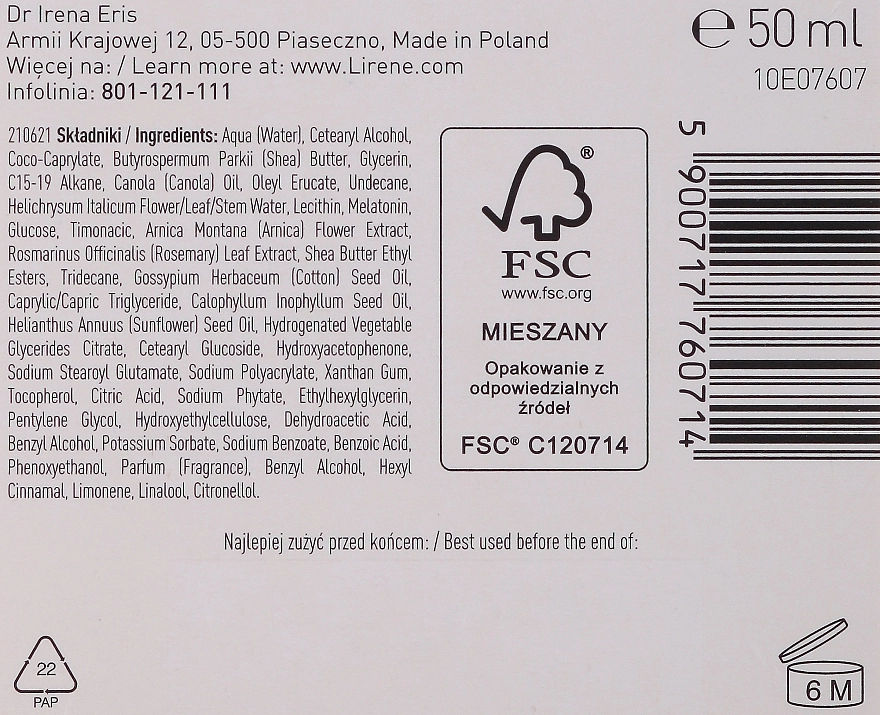 Dr Irena Eris
Armii Krajowej 12, 05-500 Piaseczno, Made in Poland
Więcej na: / Learn more at: www.Lirene.com
Infolinia: 801-121-111
℮ 50 ml
10E07607
210621 Składniki / Ingredients: Aqua (Water), Cetearyl Alcohol,
Coco-Caprylate, Butyrospermum Parkii (Shea) Butter, Glycerin,
C15-19 Alkane, Canola (Canola) Oil, Oleyl Erucate, Undecane,
Helichrysum Italicum Flower/Leaf/Stem Water, Lecithin, Melatonin,
Glucose, Timonacic, Arnica Montana (Arnica) Flower Extract,
Rosmarinus Officinalis (Rosemary) Leaf Extract, Shea Butter Ethyl
Esters, Tridecane, Gossypium Herbaceum (Cotton) Seed Oil,
Caprylic/Capric Triglyceride, Calophyllum Inophyllum Seed Oil,
Helianthus Annuus (Sunflower) Seed Oil, Hydrogenated Vegetable
Glycerides Citrate, Cetearyl Glucoside, Hydroxyacetophenone,
Sodium Stearoyl Glutamate, Sodium Polyacrylate, Xanthan Gum,
Tocopherol, Citric Acid, Sodium Phytate, Ethylhexylglycerin,
Pentylene Glycol, Hydroxyethylcellulose, Dehydroacetic Acid,
Benzyl Alcohol, Potassium Sorbate, Sodium Benzoate, Benzoic Acid,
Phenoxyethanol, Parfum (Fragrance), Benzyl Alcohol, Hexyl
Cinnamal, Limonene, Linalool, Citronellol.
®
FSC
www.fsc.org
MIESZANY
Opakowanie z
odpowiedzialnych
źródeł
FSC® C120714
5 900717 760714
Najlepiej zużyć przed końcem: / Best used before the end of:
22
PAP
6 M